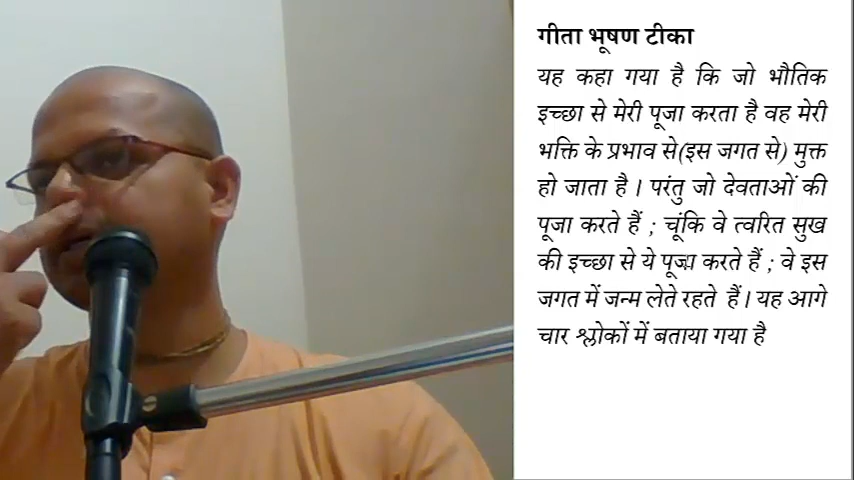 गीता भूषण टीका
यह कहा गया है कि जो भौतिक
इच्छा से मेरी पूजा करता है वह मेरी
भक्ति के प्रभाव से(इस जगत से) मुक्त
हो जाता है । परंतु जो देवताओं की
पूजा करते हैं ; चूंकि वे त्वरित सुख
की इच्छा से ये पूजा करते हैं ; वे इस
जगत में जन्म लेते रहते हैं । यह आगे
चार श्लोकों में बताया गया है